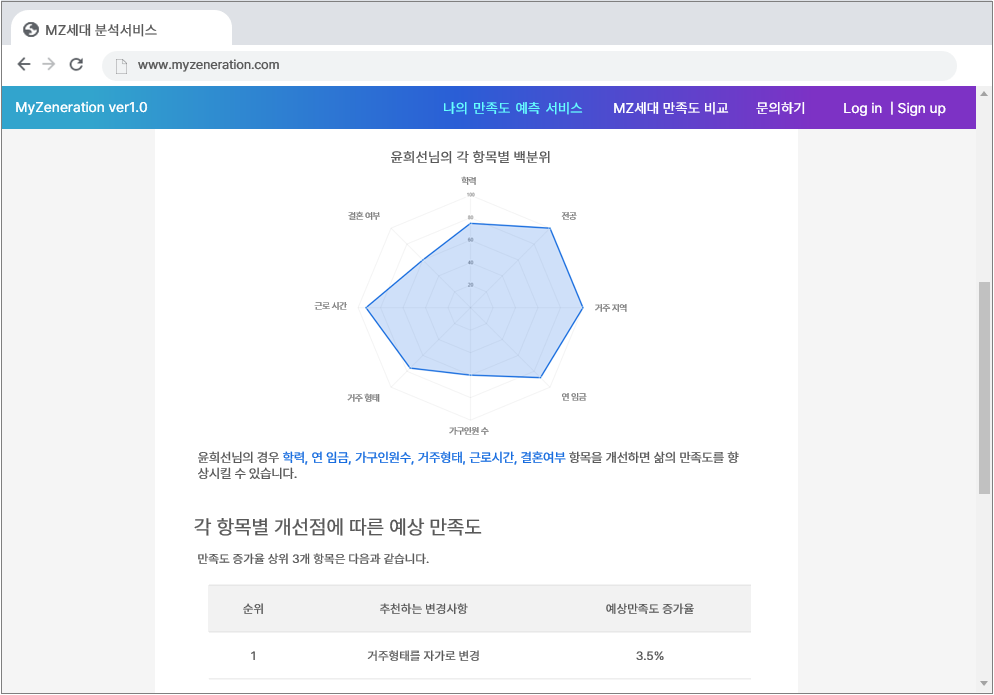 MZ세대 분석서비스
www.myzeneration.com
MyZeneration ver1.0
나의 만족도 예측 서비스
MZ세대 만족도 비교
문의하기
Log in | Sign up
윤희선님의 각 항목별 백분위
학력
100
80
60
40
20
결혼 여부
전공
근로 시간
거주 지역
거주 형태
연 임금
가구인원 수
윤희선님의 경우 학력, 연 임금, 가구인원수, 거주형태, 근로시간, 결혼여부 항목을 개선하면 삶의 만족도를 향
상시킬 수 있습니다.
각 항목별 개선점에 따른 예상 만족도
만족도 증가율 상위 3개 항목은 다음과 같습니다.
순위 추천하는 변경사항 예상만족도 증가율
1 거주형태를 자가로 변경 3.5%